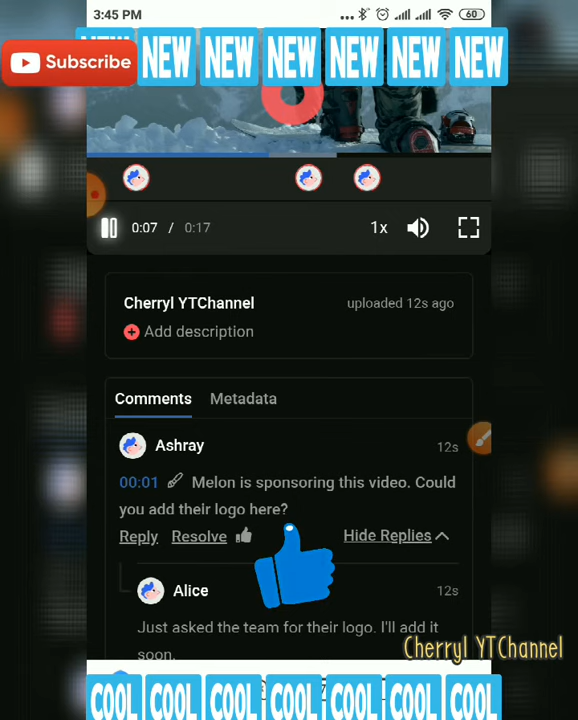 3:45 PM
60
NEW NEW NEW NEW NEW NEW
Subscribe
0:07 / 0:17
1x
Cherryl YTChannel
uploaded 12s ago
Add description
Comments
Metadata
Ashray
12s
00:01 Melon is sponsoring this video. Could
you add their logo here?
Reply Resolve
Hide Replies
Alice
12s
Just asked the team for their logo. I'll add it
soon.
Cherryl YTChannel
COOL COOL COOL COOL COOL COOL COOL